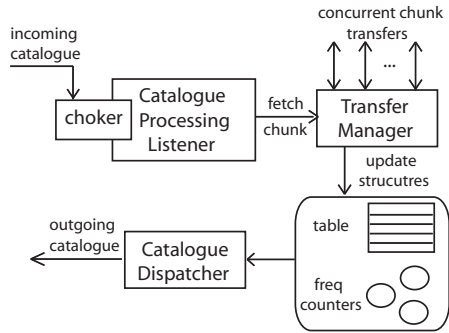 incoming
catalogue
concurrent chunk
transfers
...
choker
Catalogue
Processing
Listener
fetch
chunk
Transfer
Manager
update
strucutres
table
outgoing
catalogue
Catalogue
Dispatcher
freq
counters